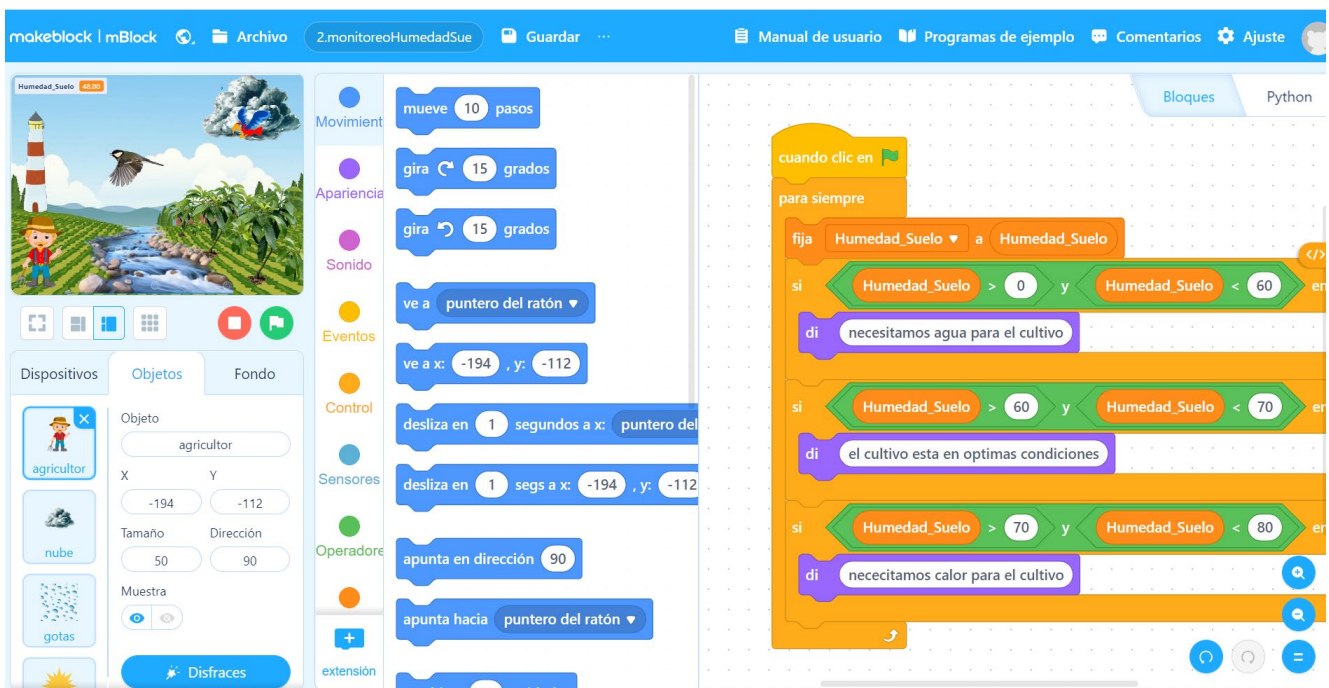 makeblock | mBlock Archivo 2.monitoreoHumedadSue Guardar ··· Manual de usuario Programas de ejemplo Comentarios Ajuste
Humedad_Suelo 48.00
Dispositivos Objetos Fondo
agricultor
nube
gotas
Objeto
agricultor
X Y
-194 -112
Tamaño Dirección
50 90
Muestra
Disfraces
Movimient
Apariencia
Sonido
Eventos
Control
Sensores
Operadore
extensión
mueve 10 pasos
gira 15 grados
gira 15 grados
ve a puntero del ratón
ve a x: -194 , y: -112
desliza en 1 segundos a x: puntero del
desliza en 1 segs a x: -194 , y: -112
apunta en dirección 90
apunta hacia puntero del ratón
Bloques Python
cuando clic en
para siempre
fija Humedad_Suelo a Humedad_Suelo
</>
si Humedad_Suelo > 0 y Humedad_Suelo < 60 en
di necesitamos agua para el cultivo
si Humedad_Suelo > 60 y Humedad_Suelo < 70 en
di el cultivo esta en optimas condiciones
si Humedad_Suelo > 70 y Humedad_Suelo < 80 en
di nececitamos calor para el cultivo